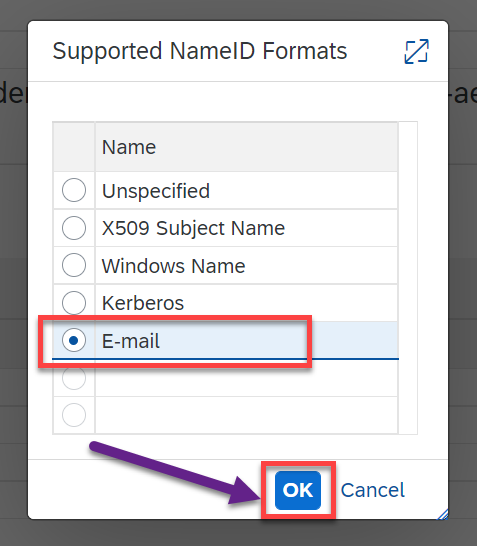 Supported NameID Formats
Name
Unspecified
X509 Subject Name
Windows Name
Kerberos
E-mail
OK Cancel